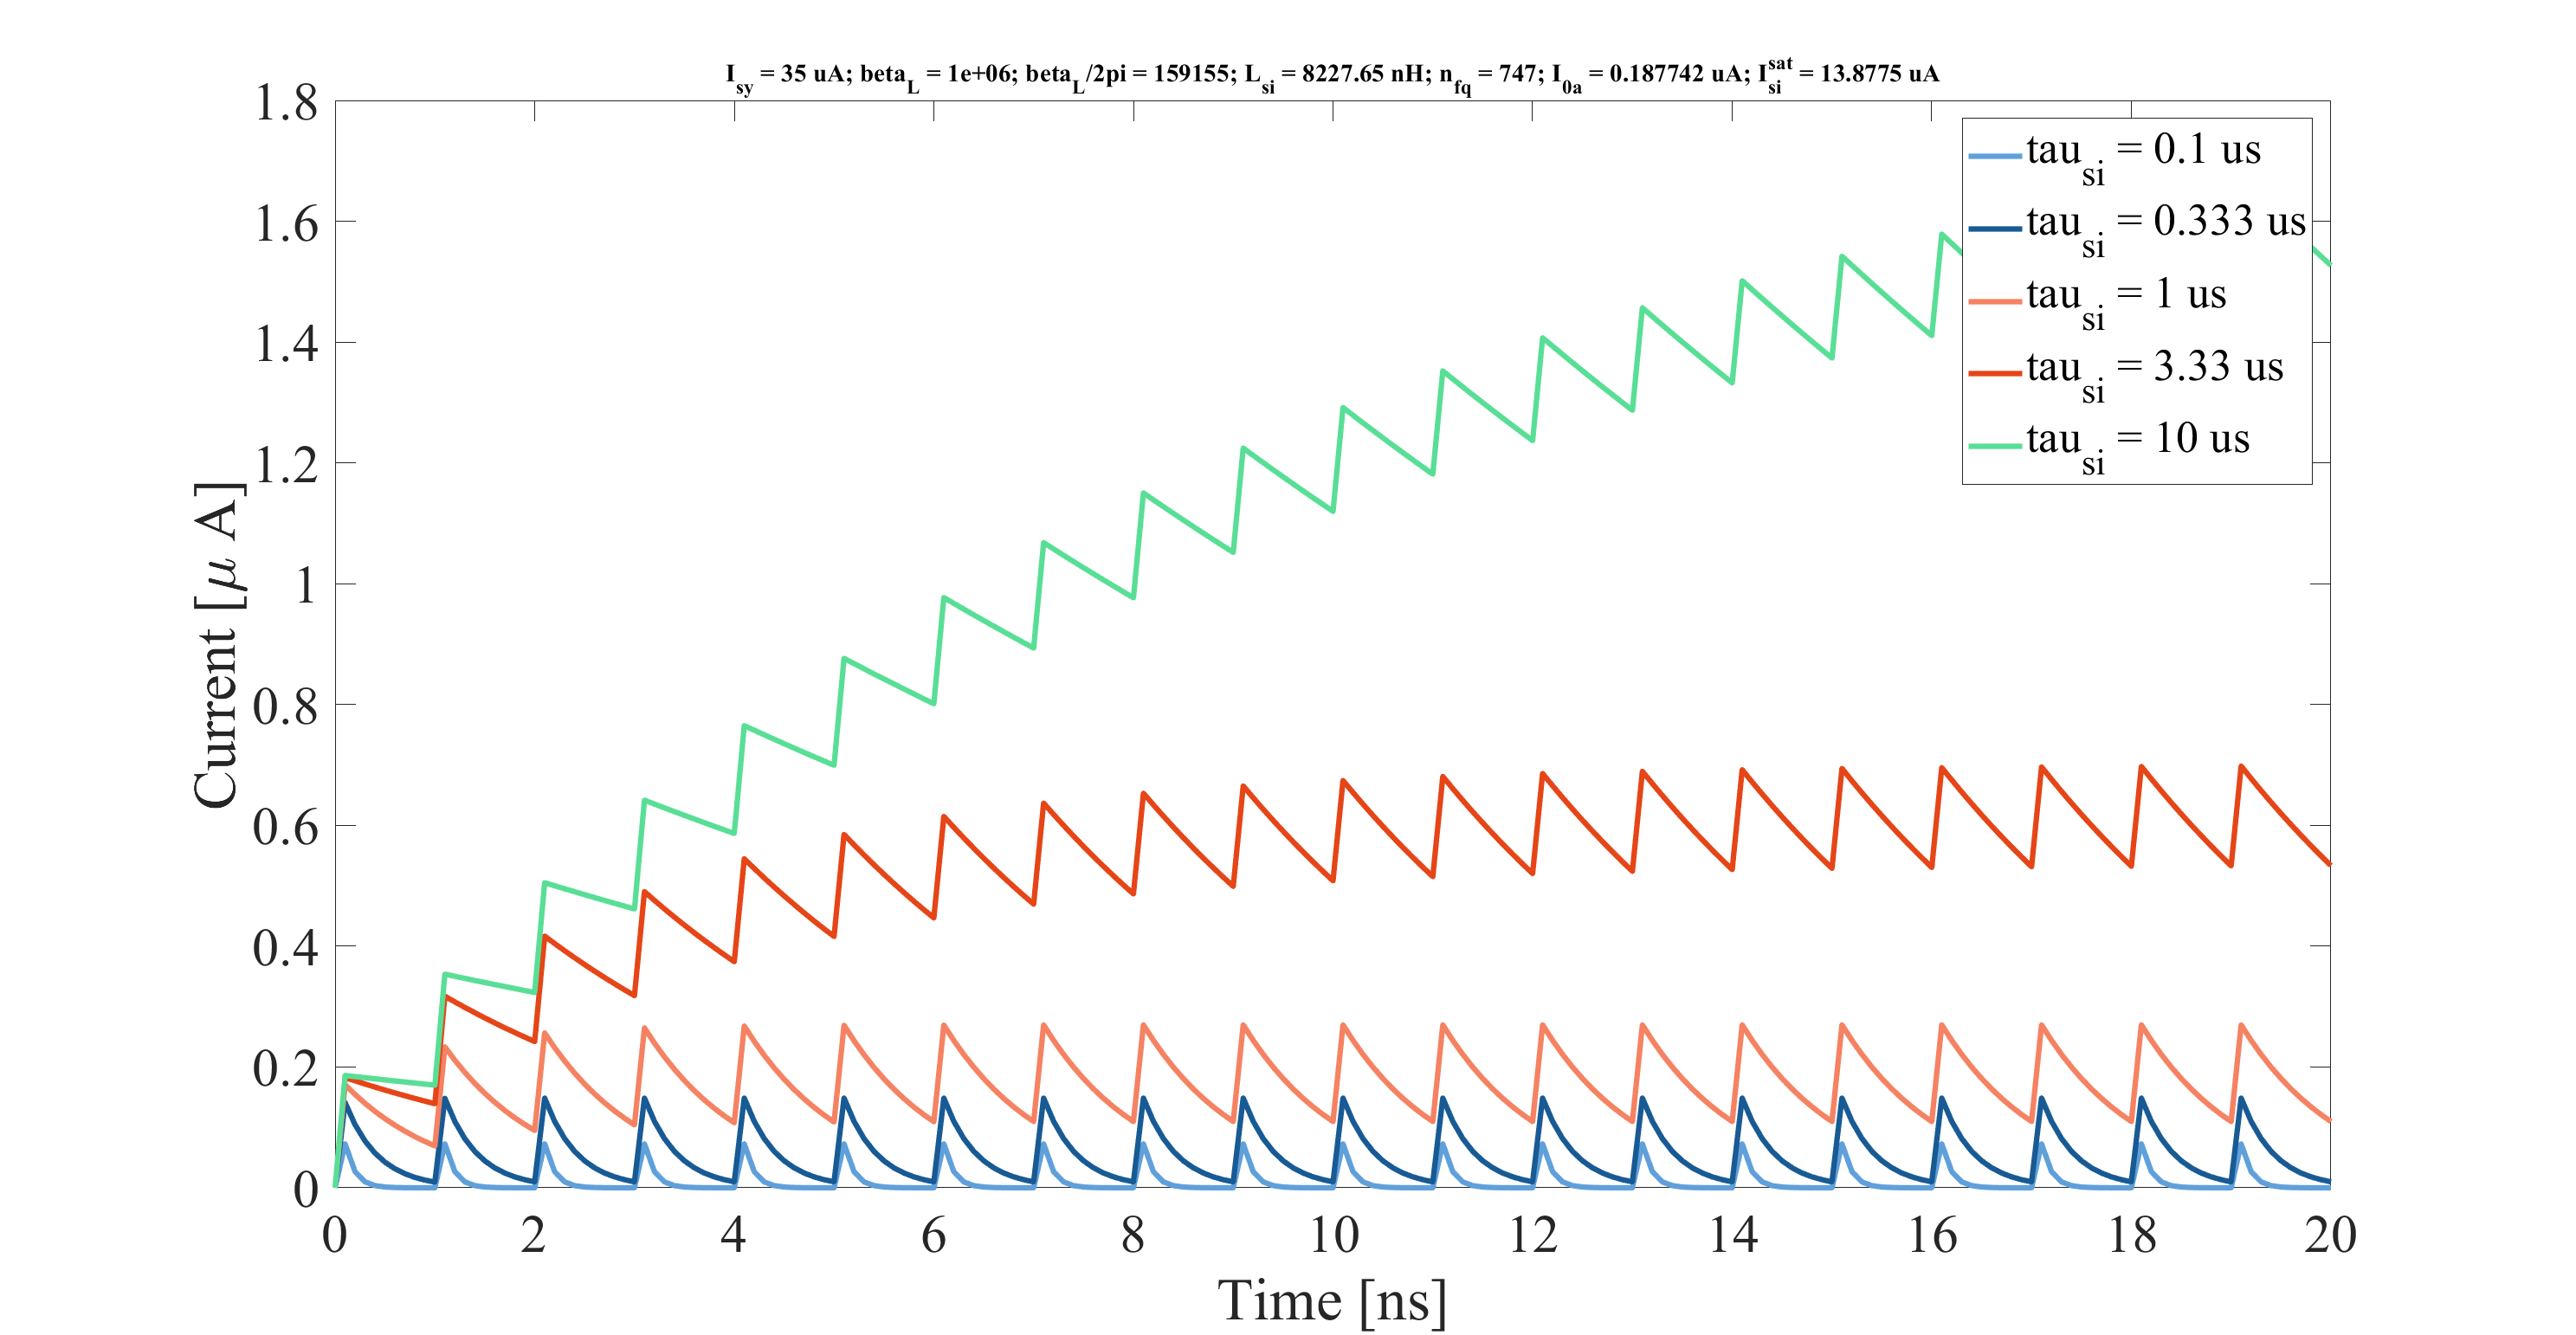 I_sy = 35 uA; beta_L = 1e+06; beta_L/2pi = 159155; L_si = 8227.65 nH; n_fq = 747; I_0a = 0.187742 uA; I_si^sat = 13.8775 uA
1.8
1.6
1.4
1.2
1
0.8
0.6
0.4
0.2
0
Current [μ A]
tau_si = 0.1 us
tau_si = 0.333 us
tau_si = 1 us
tau_si = 3.33 us
tau_si = 10 us
0 2 4 6 8 10 12 14 16 18 20
Time [ns]